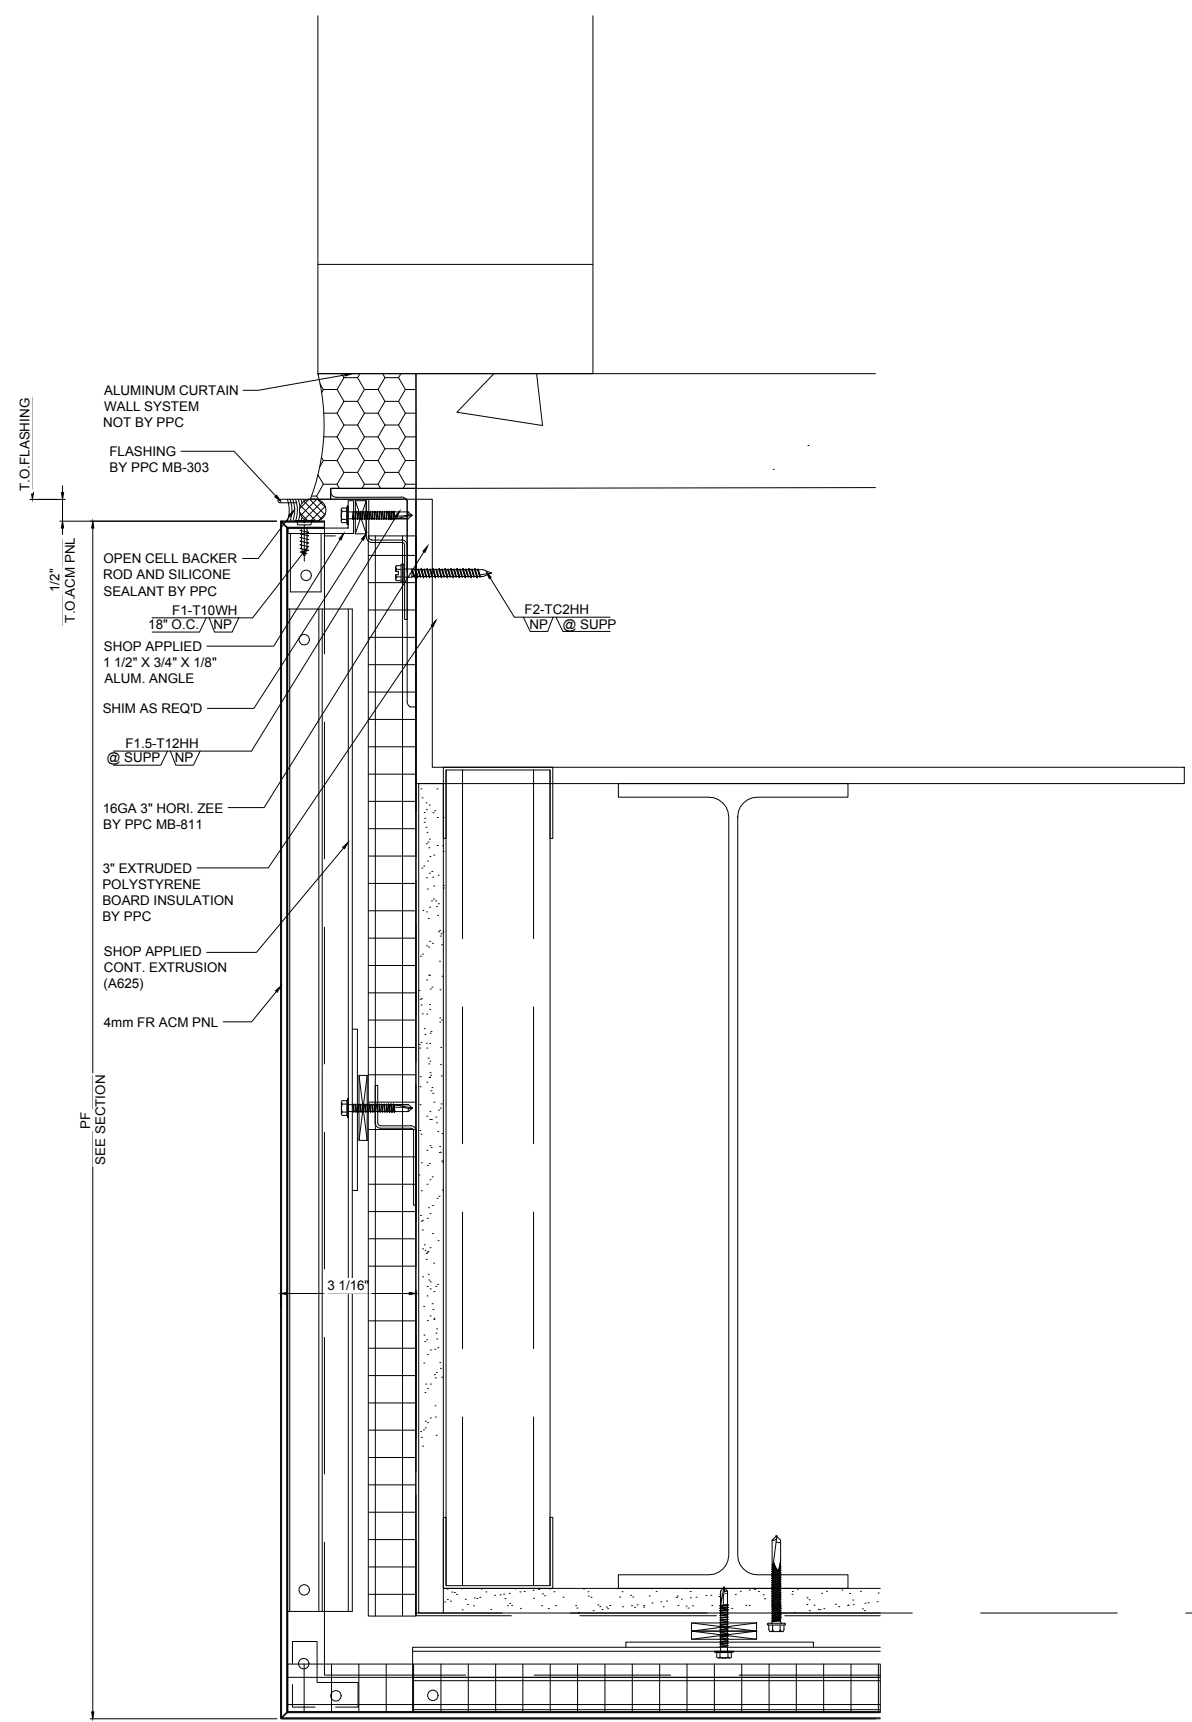 ALUMINUM CURTAIN
WALL SYSTEM
NOT BY PPC
T.O.FLASHING
FLASHING
BY PPC MB-303
1/2"
T.O.ACM PNL
OPEN CELL BACKER
ROD AND SILICONE
SEALANT BY PPC
F1-T10WH
18" O.C. NP
F2-TC2HH
NP @ SUPP
SHOP APPLIED
1 1/2" X 3/4" X 1/8"
ALUM. ANGLE
SHIM AS REQ'D
F1.5-T12HH
@ SUPP NP
16GA 3" HORI. ZEE
BY PPC MB-811
3" EXTRUDED
POLYSTYRENE
BOARD INSULATION
BY PPC
SHOP APPLIED
CONT. EXTRUSION
(A625)
4mm FR ACM PNL
PF
SEE SECTION
3 1/16"